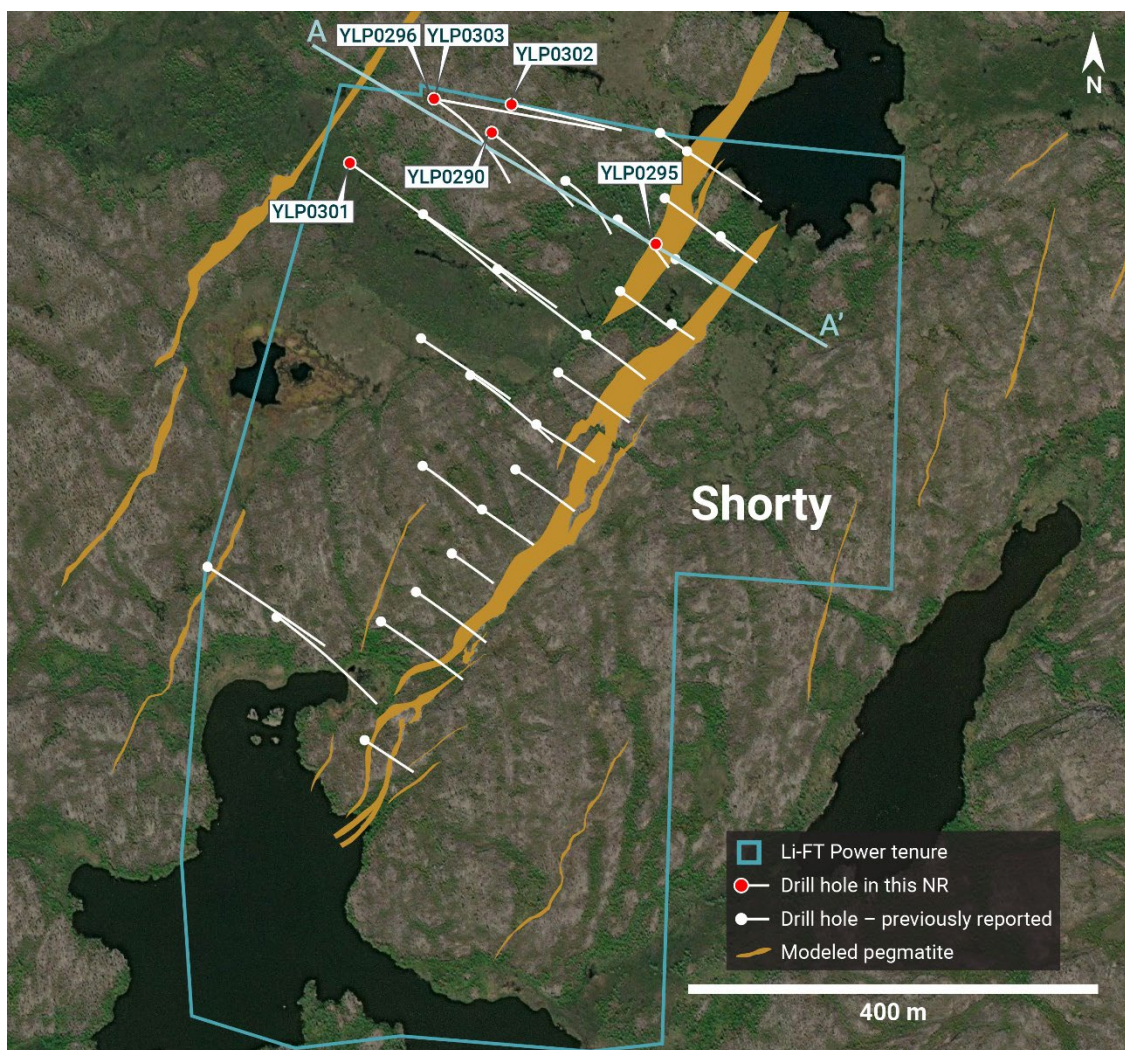 A
YLP0296
YLP0303
YLP0302
N
YLP0290
YLP0295
YLP0301
A'
Shorty
Li-FT Power tenure
Drill hole in this NR
Drill hole – previously reported
Modeled pegmatite
400 m